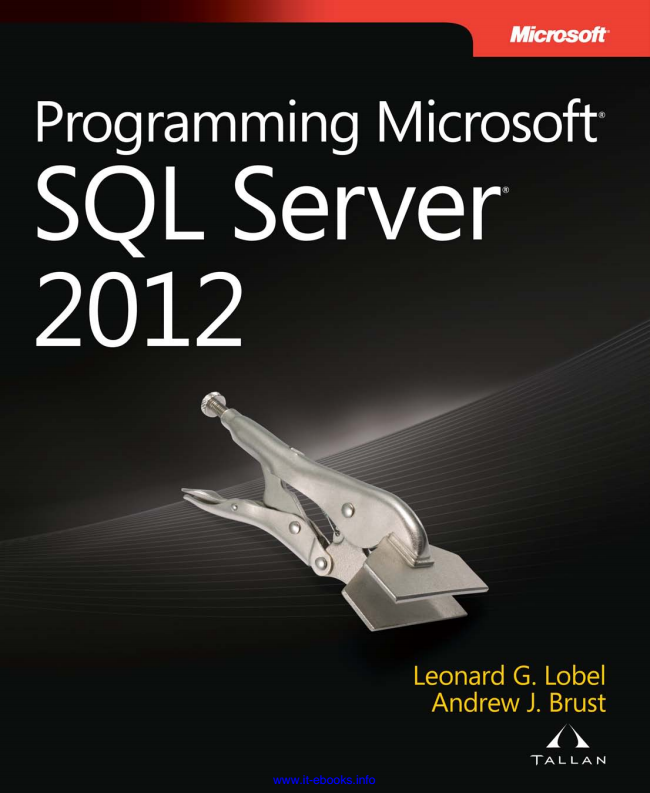 Microsoft®
Programming Microsoft®
SQL Server®
2012
Leonard G. Lobel
Andrew J. Brust
TALLAN
www.it-ebooks.info